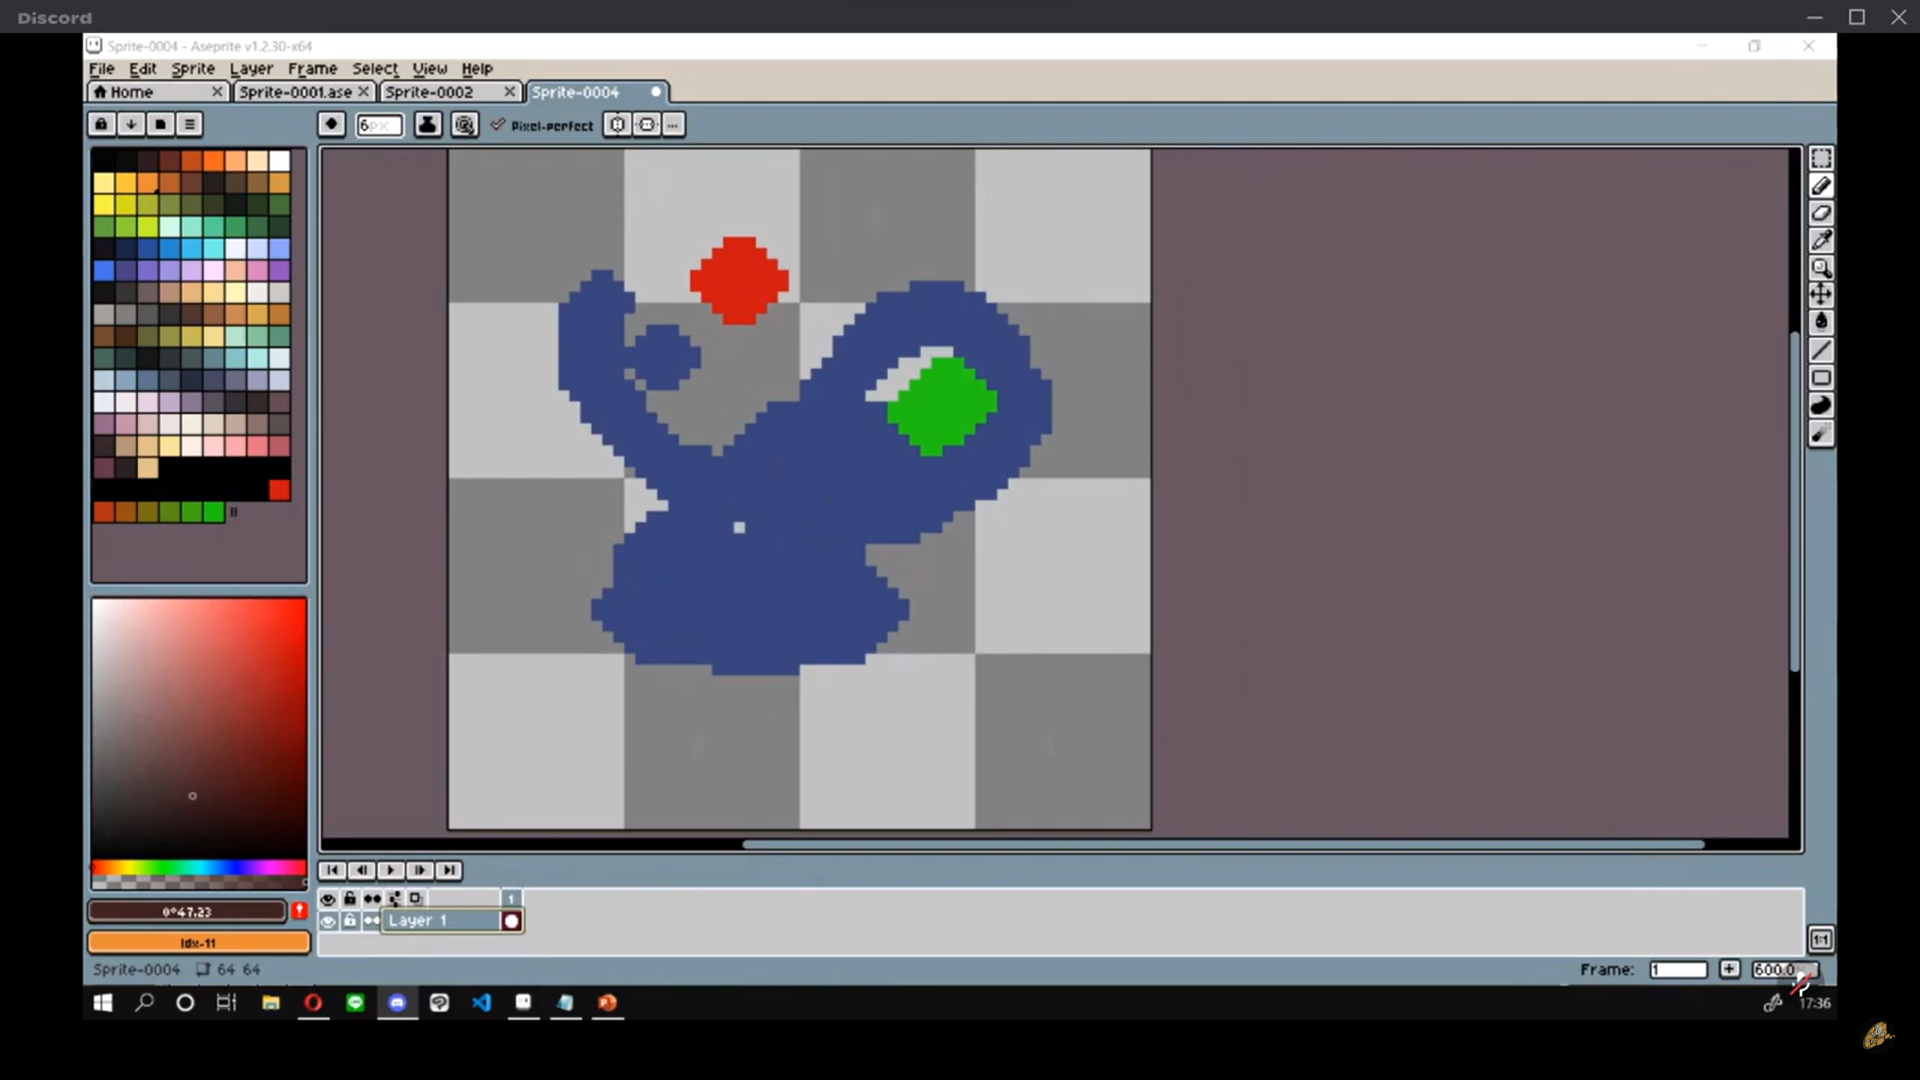 Discord
Sprite-0004 - Aseprite v1.2.30-x64
File Edit Sprite Layer Frame Select View Help
Home Sprite-0001.ase Sprite-0002 Sprite-0004
6px Pixel-perfect ...
1
Layer 1
0°47.23
Idx-11
1:1
Sprite-0004 64 64 Frame: 1 600.0
17:36